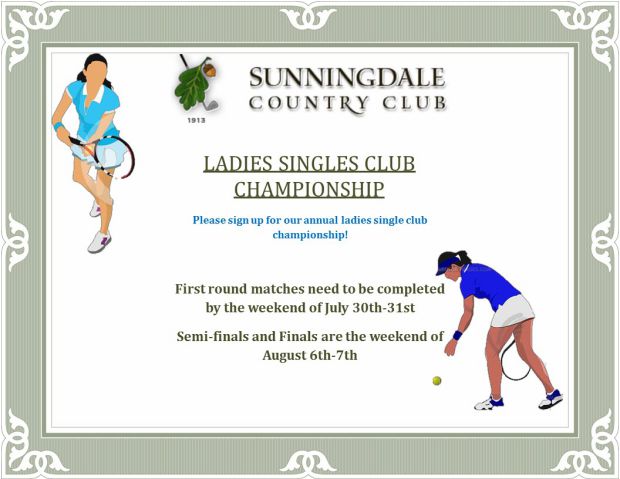 SUNNINGDALE
COUNTRY CLUB
1913
LADIES SINGLES CLUB
CHAMPIONSHIP
Please sign up for our annual ladies single club
championship!
First round matches need to be completed
by the weekend of July 30th-31st
Semi-finals and Finals are the weekend of
August 6th-7th